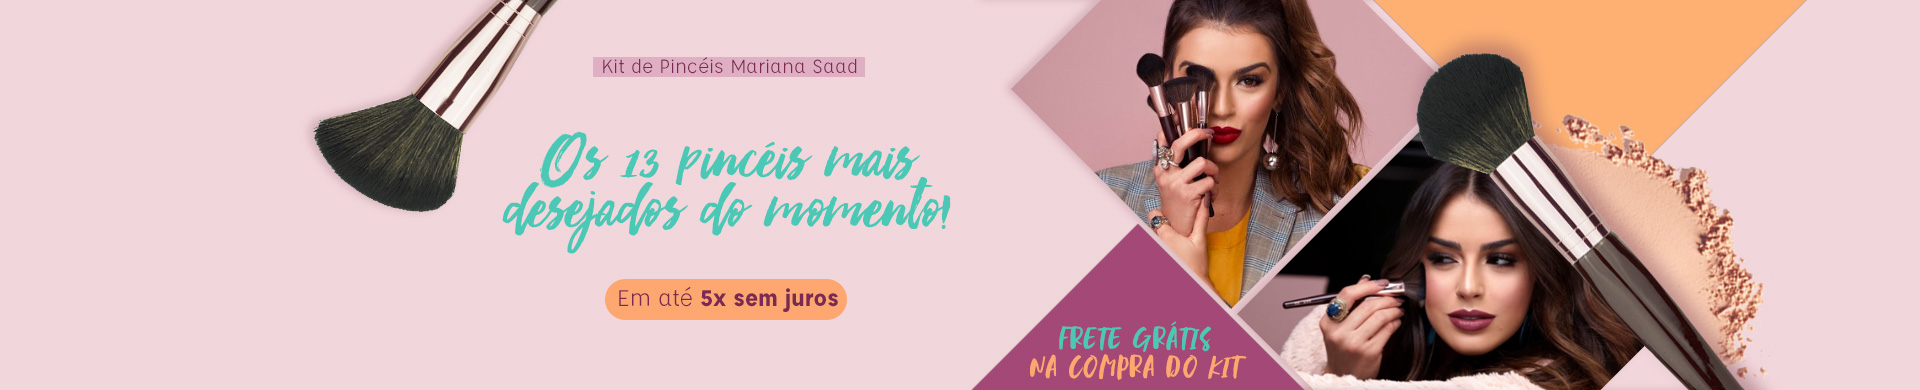 Kit de Pincéis Mariana Saad
Os 13 pincéis mais
desejados do momento!
Em até 5x sem juros
FRETE GRÁTIS
NA COMPRA DO KIT